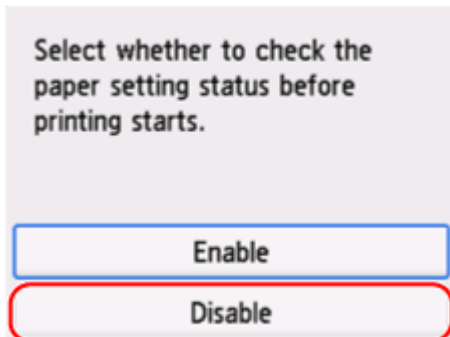 Select whether to check the
paper setting status before
printing starts.
Enable
Disable